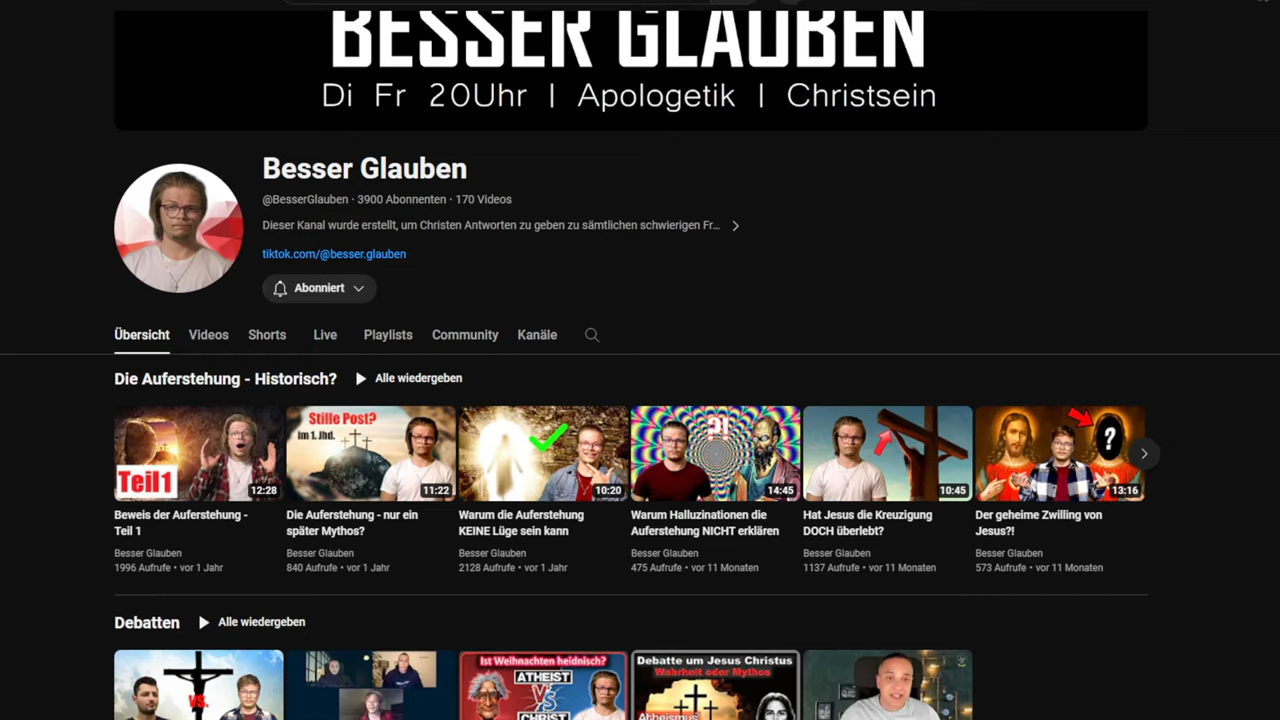 BESSER GLAUBEN
Di Fr 20Uhr | Apologetik | Christsein
Besser Glauben
@BesserGlauben · 3900 Abonnenten · 170 Videos
Dieser Kanal wurde erstellt, um Christen Antworten zu geben zu sämtlichen schwierigen Fr...
tiktok.com/@besser.glauben
Abonniert
Übersicht Videos Shorts Live Playlists Community Kanäle
Die Auferstehung - Historisch? Alle wiedergeben
Teil 1
12:28
Stille Post?
im 1. Jhd.
11:22
10:20
?!
14:45
10:45
?
13:16
Beweis der Auferstehung -
Teil 1
Besser Glauben
1996 Aufrufe • vor 1 Jahr
Die Auferstehung - nur ein
später Mythos?
Besser Glauben
840 Aufrufe • vor 1 Jahr
Warum die Auferstehung
KEINE Lüge sein kann
Besser Glauben
2128 Aufrufe • vor 1 Jahr
Warum Halluzinationen die
Auferstehung NICHT erklären
Besser Glauben
475 Aufrufe • vor 11 Monaten
Hat Jesus die Kreuzigung
DOCH überlebt?
Besser Glauben
1137 Aufrufe • vor 11 Monaten
Der geheime Zwilling von
Jesus?!
Besser Glauben
573 Aufrufe • vor 11 Monaten
Debatten Alle wiedergeben
VS.
Ist Weihnachten heidnisch?
ATHEIST
VS
CHRIST
Debatte um Jesus Christus
Wahrheit oder Mythos
Atheismus